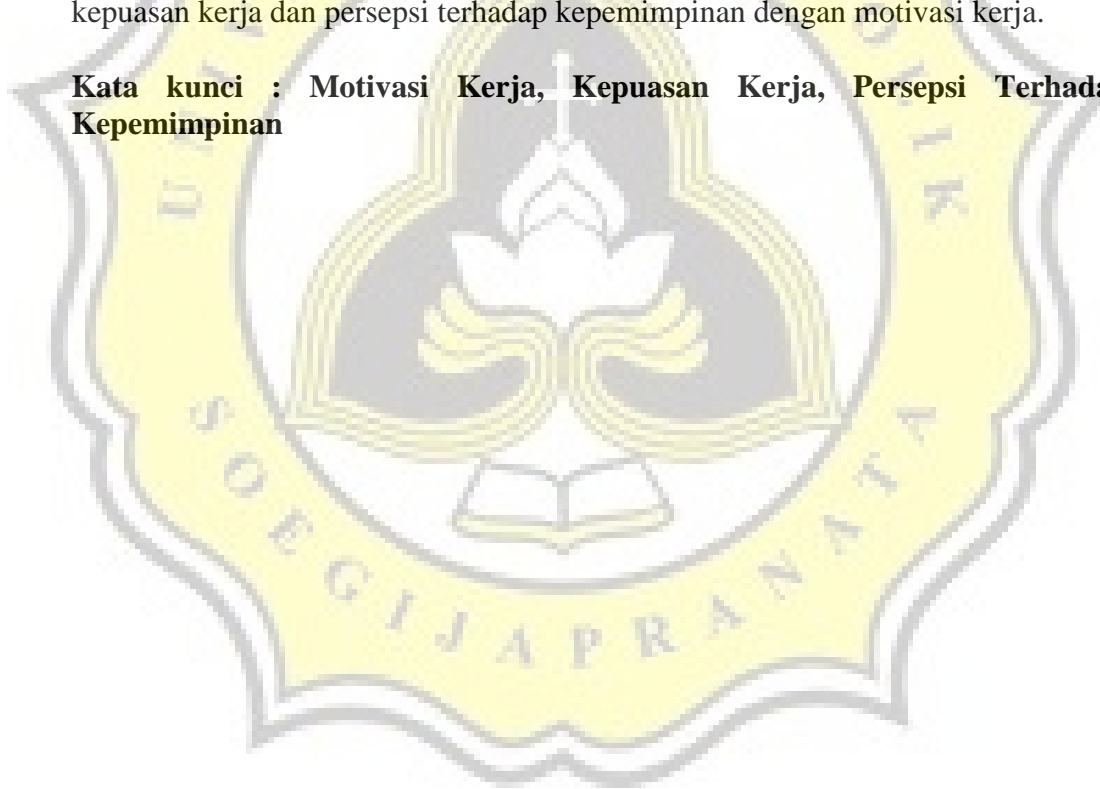 kepuasan kerja dan persepsi terhadap kepemimpinan dengan motivasi kerja.
Kata kunci : Motivasi Kerja, Kepuasan Kerja, Persepsi Terhada
Kepemimpinan
SOEGIJAPRANATA